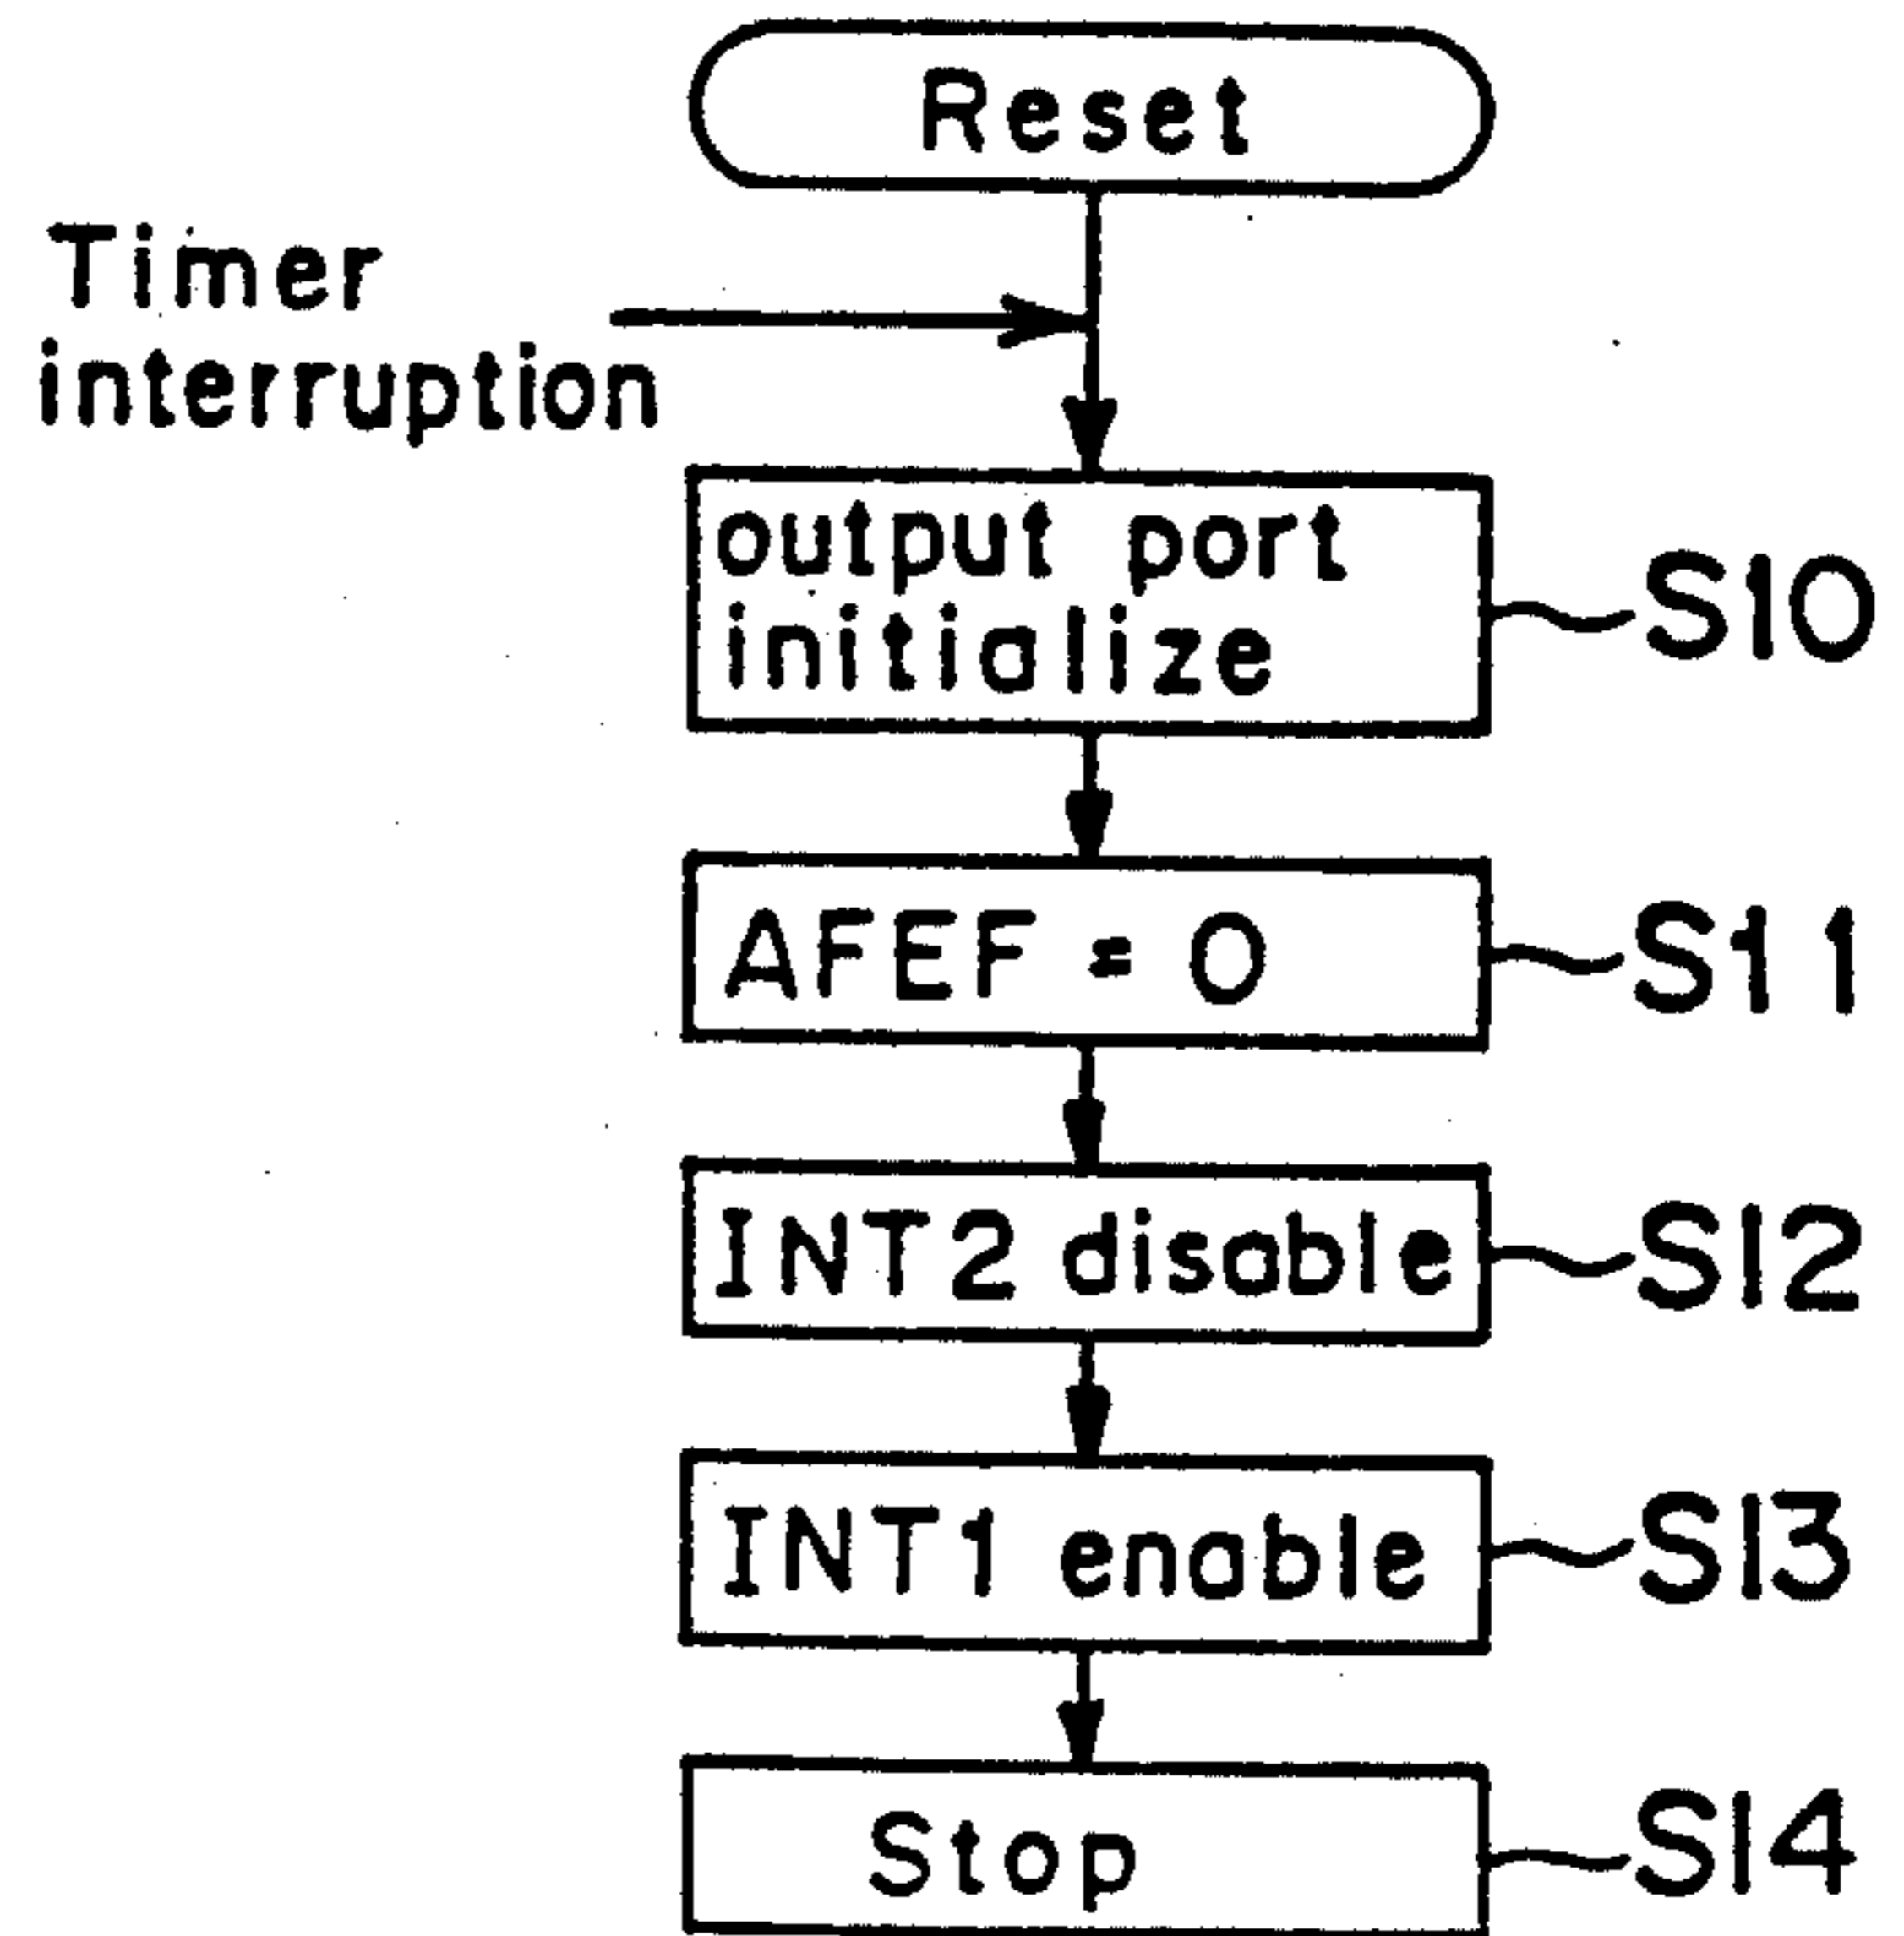 Reset
Timer
interruption
output port
initialize
S10
AFEF = 0
S11
INT2 disable
S12
INT1 enable
S13
Stop
S14